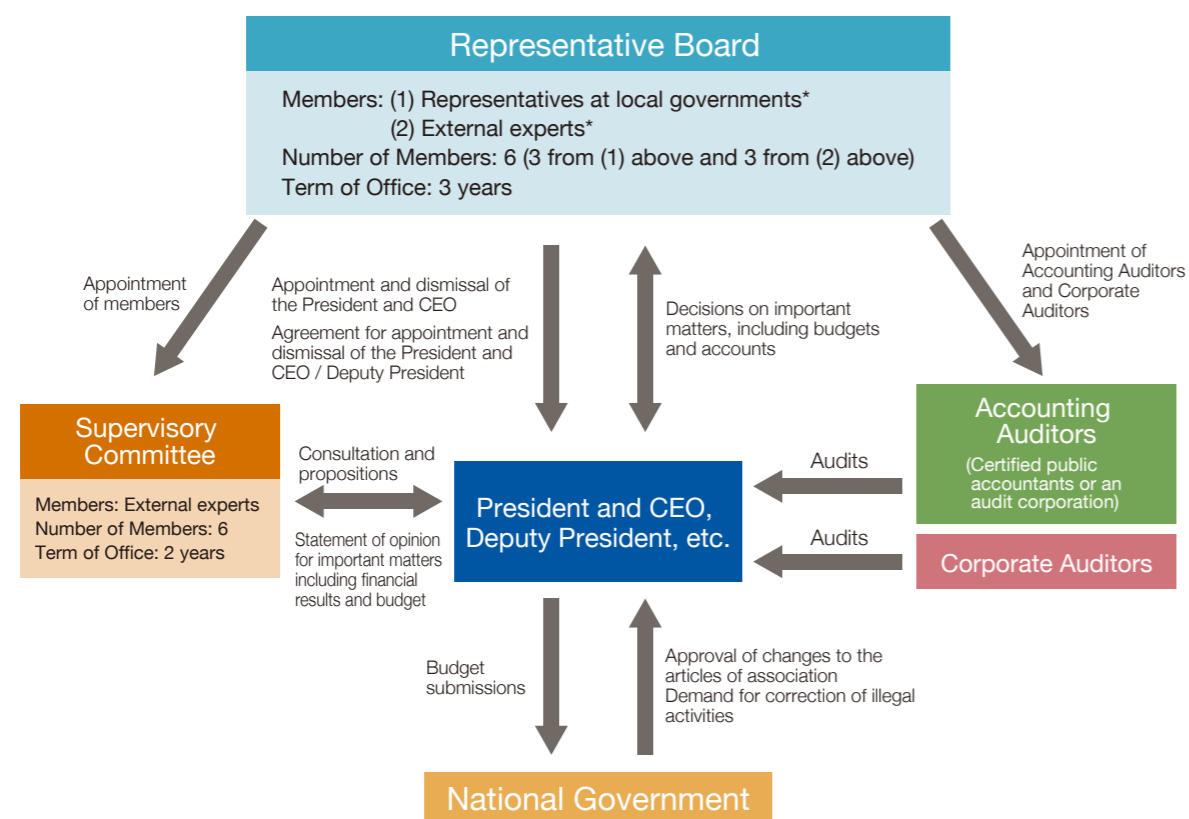 Representative Board
Members: (1) Representatives at local governments*
(2) External experts*
Number of Members: 6 (3 from (1) above and 3 from (2) above)
Term of Office: 3 years
Appointment
of members
Appointment and dismissal of
the President and CEO
Agreement for appointment and
dismissal of the President and
CEO / Deputy President
Decisions on important
matters, including budgets
and accounts
Appointment of
Accounting Auditors
and Corporate
Auditors
Supervisory
Committee
Members: External experts
Number of Members: 6
Term of Office: 2 years
Consultation and
propositions
Statement of opinion
for important matters
including financial
results and budget
President and CEO,
Deputy President, etc.
Audits
Audits
Accounting
Auditors
(Certified public
accountants or an
audit corporation)
Corporate Auditors
Budget
submissions
Approval of changes to the
articles of association
Demand for correction of illegal
activities
National Government